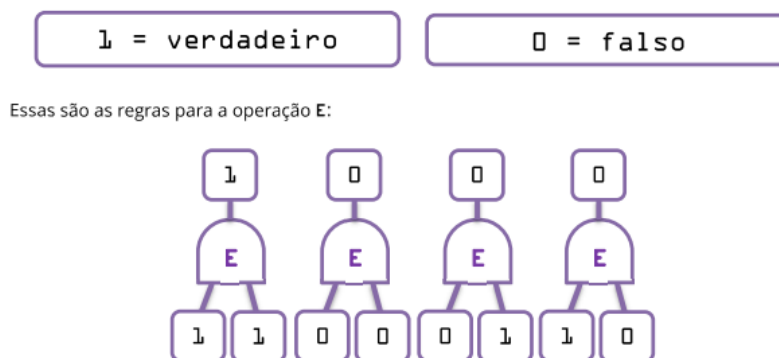 1 = verdadeiro 0 = falso
Essas são as regras para a operação E:
1 0 0 0
E E E E
1 1 0 0 0 1 1 0